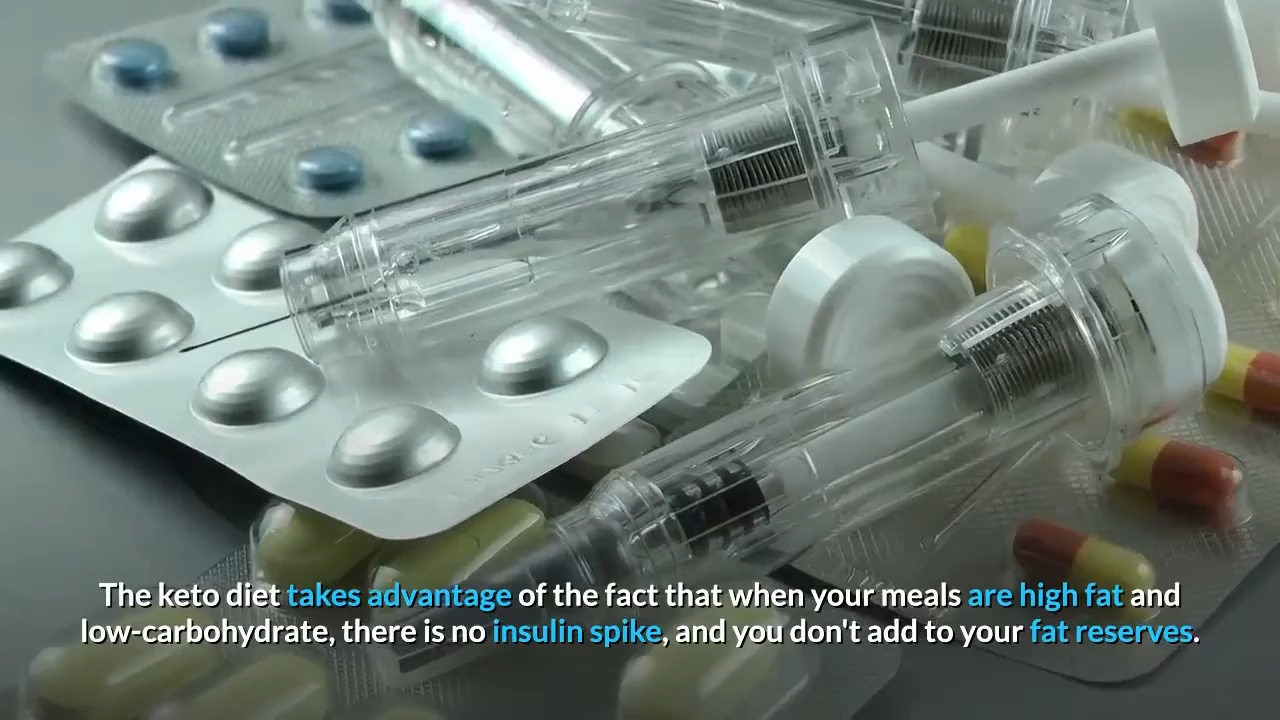 The keto diet takes advantage of the fact that when your meals are high fat and
low-carbohydrate, there is no insulin spike, and you don't add to your fat reserves.